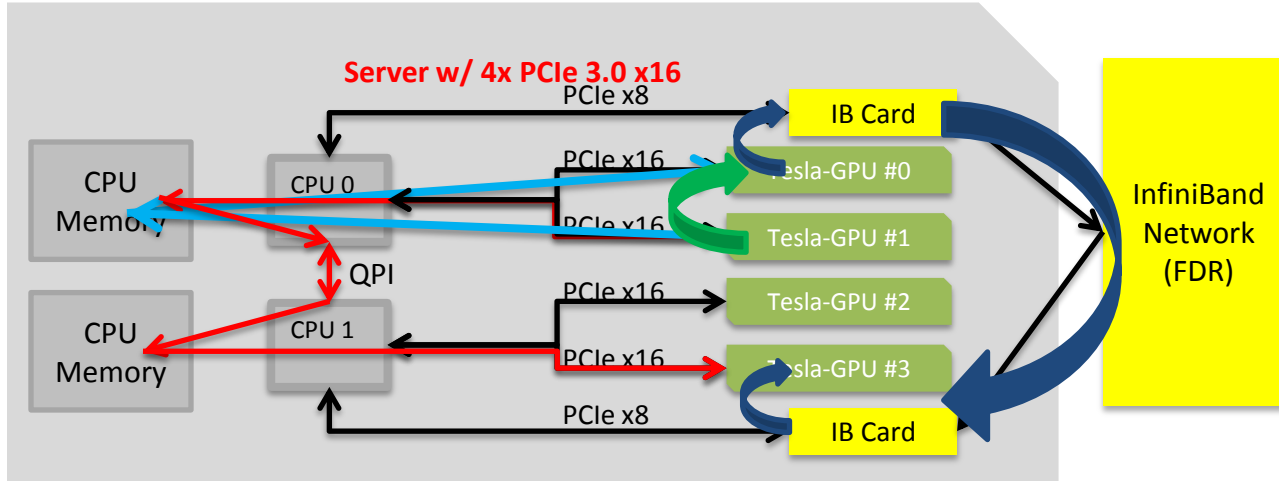 Server w/ 4x PCIe 3.0 x16
PCIe x8
IB Card
CPU
Memory
CPU 0
PCIe x16
Tesla-GPU #0
PCIe x16
Tesla-GPU #1
InfiniBand
Network
(FDR)
QPI
CPU
Memory
CPU 1
PCIe x16
Tesla-GPU #2
PCIe x16
Tesla-GPU #3
PCIe x8
IB Card